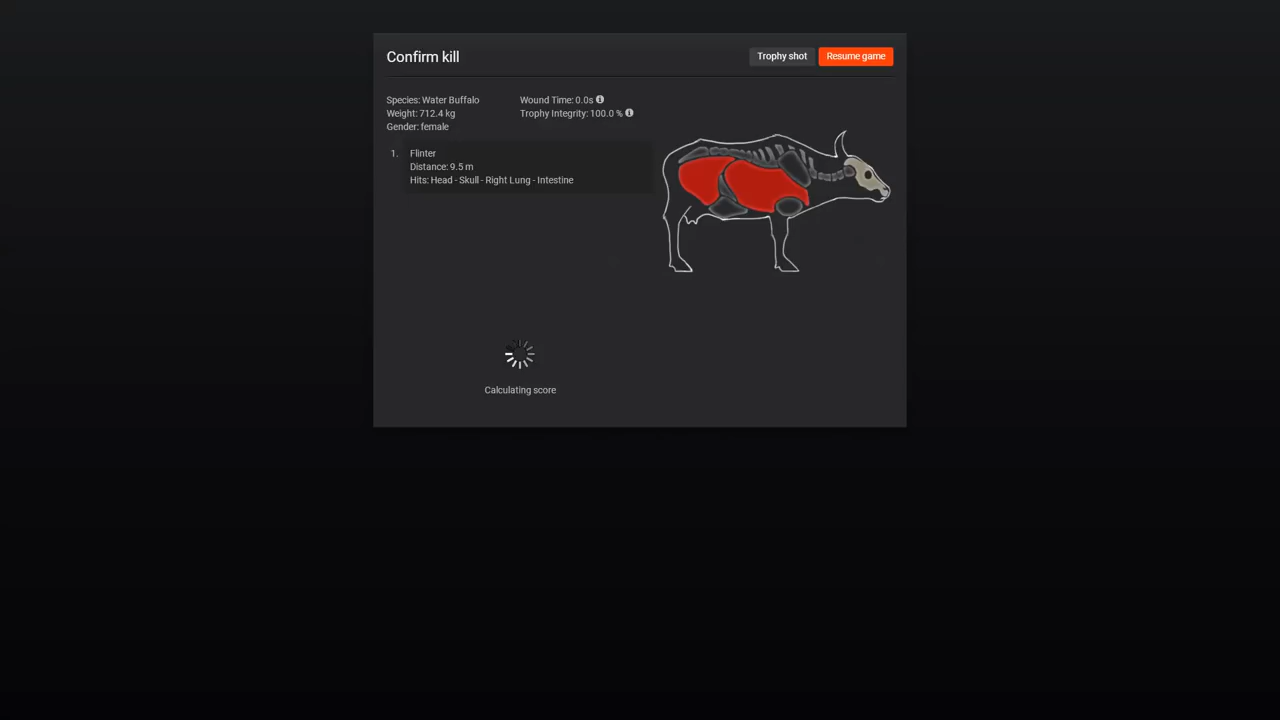 Confirm kill
Trophy shot
Resume game
Species: Water Buffalo
Weight: 712.4 kg
Gender: female
Wound Time: 0.0s
Trophy Integrity: 100.0 %
1. Flinter
Distance: 9.5 m
Hits: Head - Skull - Right Lung - Intestine
Calculating score